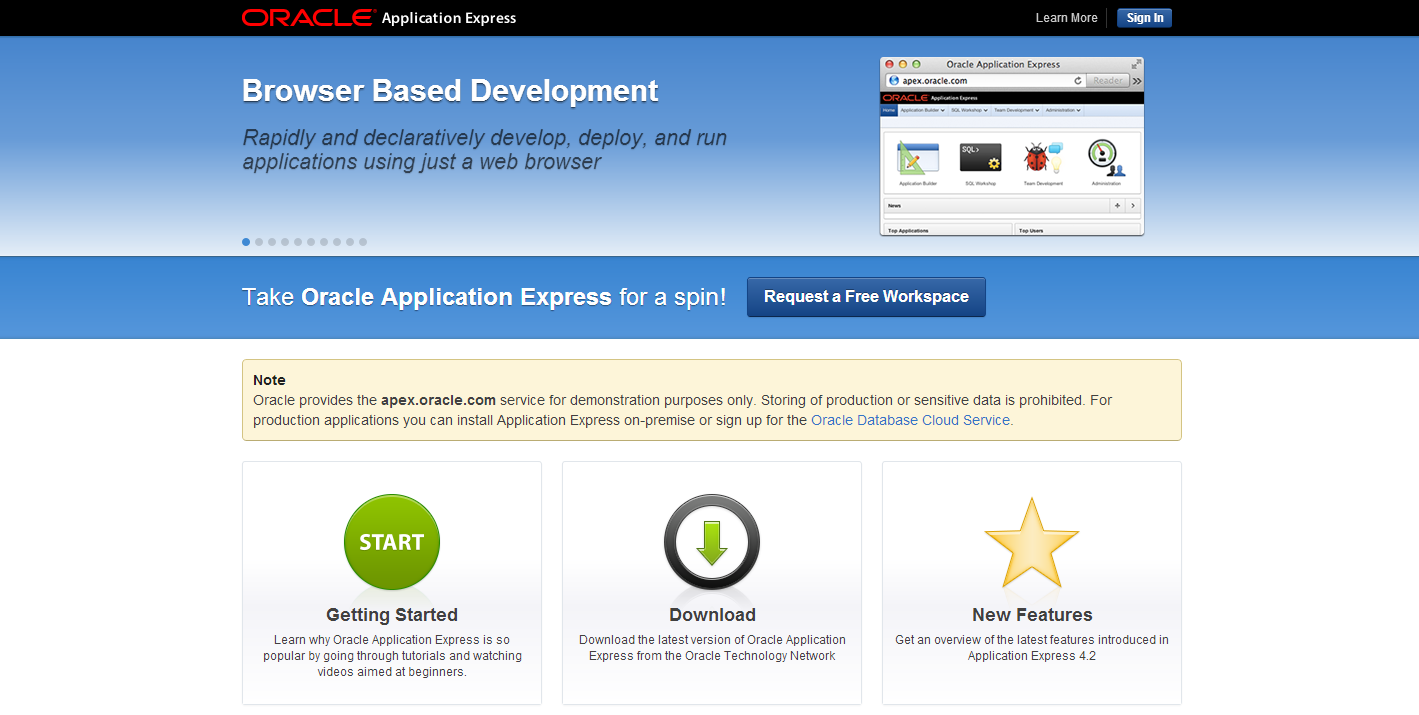 ORACLE Application Express
Learn More
Sign In
Browser Based Development
Rapidly and declaratively develop, deploy, and run
applications using just a web browser
Oracle Application Express
apex.oracle.com
Reader
ORACLE Application Express
Home Application Builder SQL Workshop Team Development Administration
SQL>
Application Builder SQL Workshop Team Development Administration
News
Top Applications Top Users
Take Oracle Application Express for a spin!
Request a Free Workspace
Note
Oracle provides the apex.oracle.com service for demonstration purposes only. Storing of production or sensitive data is prohibited. For
production applications you can install Application Express on-premise or sign up for the Oracle Database Cloud Service.
START
Getting Started
Learn why Oracle Application Express is so
popular by going through tutorials and watching
videos aimed at beginners.
Download
Download the latest version of Oracle Application
Express from the Oracle Technology Network
New Features
Get an overview of the latest features introduced in
Application Express 4.2